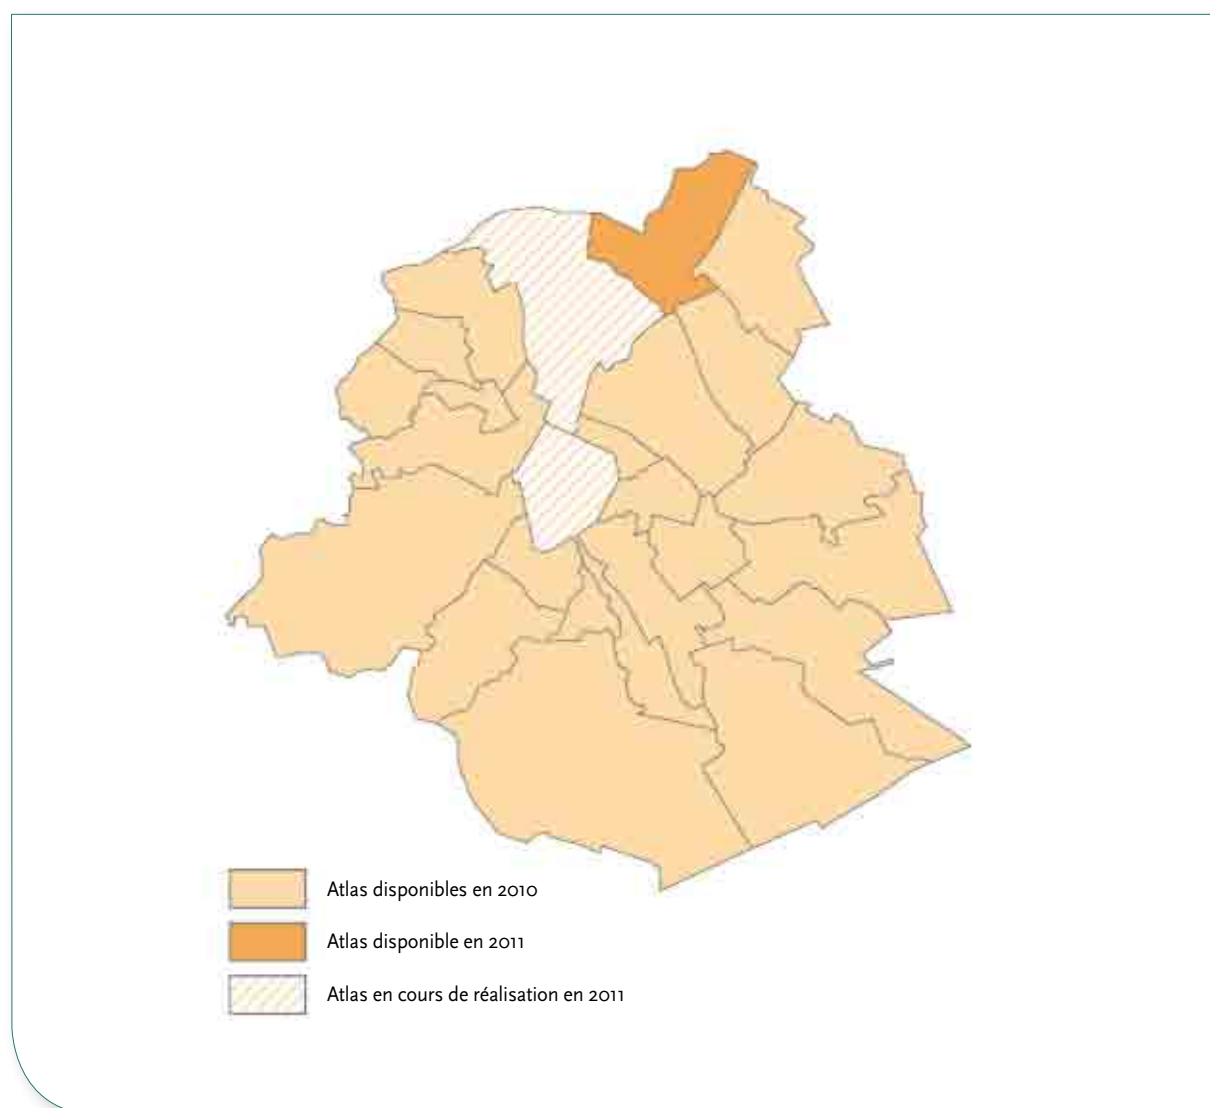 Atlas disponibles en 2010
Atlas disponible en 2011
Atlas en cours de réalisation en 2011